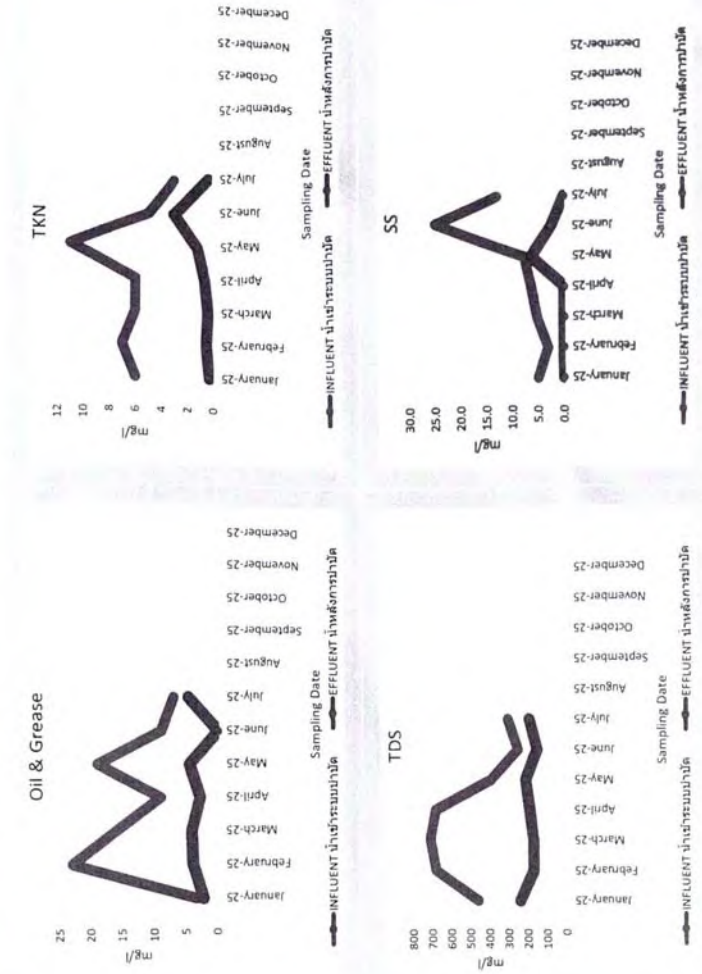 Oil & Grease
25
20
15
10
5
0
mg/l
January-25
February-25
March-25
April-25
May-25
June-25
July-25
August-25
September-25
October-25
November-25
December-25
Sampling Date
INFLUENT น้ำเข้าระบบบำบัด EFFLUENT น้ำหลังการบำบัด
TKN
12
10
8
6
4
2
0
mg/l
January-25
February-25
March-25
April-25
May-25
June-25
July-25
August-25
September-25
October-25
November-25
December-25
Sampling Date
INFLUENT น้ำเข้าระบบบำบัด EFFLUENT น้ำหลังการบำบัด
TDS
800
700
600
500
400
300
200
100
0
mg/l
January-25
February-25
March-25
April-25
May-25
June-25
July-25
August-25
September-25
October-25
November-25
December-25
Sampling Date
INFLUENT น้ำเข้าระบบบำบัด EFFLUENT น้ำหลังการบำบัด
SS
30.0
25.0
20.0
15.0
10.0
5.0
0.0
mg/l
January-25
February-25
March-25
April-25
May-25
June-25
July-25
August-25
September-25
October-25
November-25
December-25
Sampling Date
INFLUENT น้ำเข้าระบบบำบัด EFFLUENT น้ำหลังการบำบัด